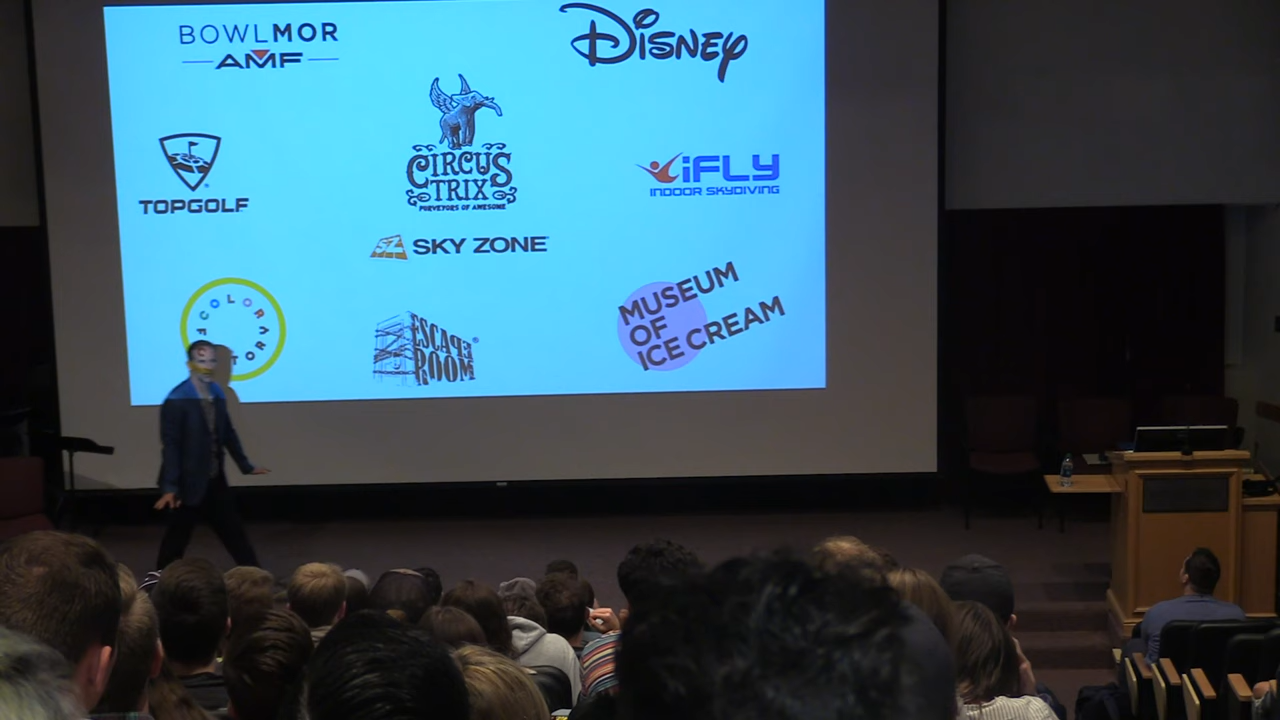 BOWLMOR
AMF
DISNEY
CIRCUS
TRIX
PURVEYORS OF AWESOME
TOPGOLF
iFLY
INDOOR SKYDIVING
SZ SKY ZONE
COLOR
MUSEUM
OF
ICE CREAM
ESCAPE
ROOM